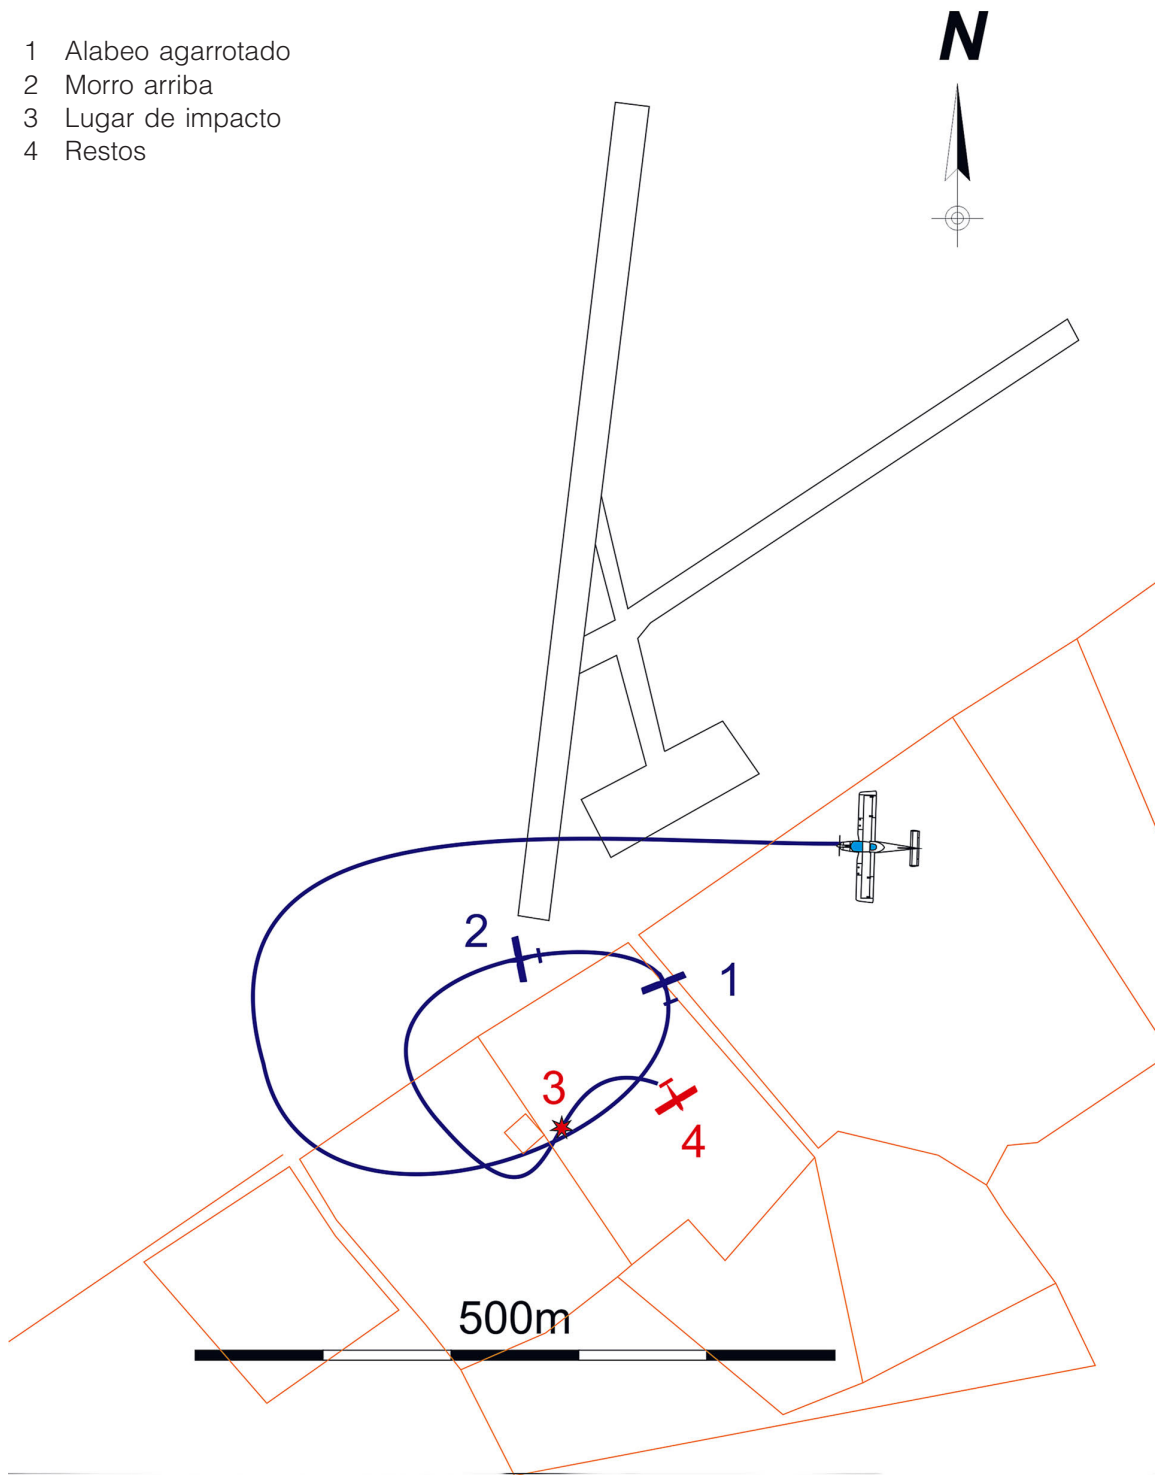 1 Alabeo agarrotado
2 Morro arriba
3 Lugar de impacto
4 Restos
N
2
1
3
4
500m